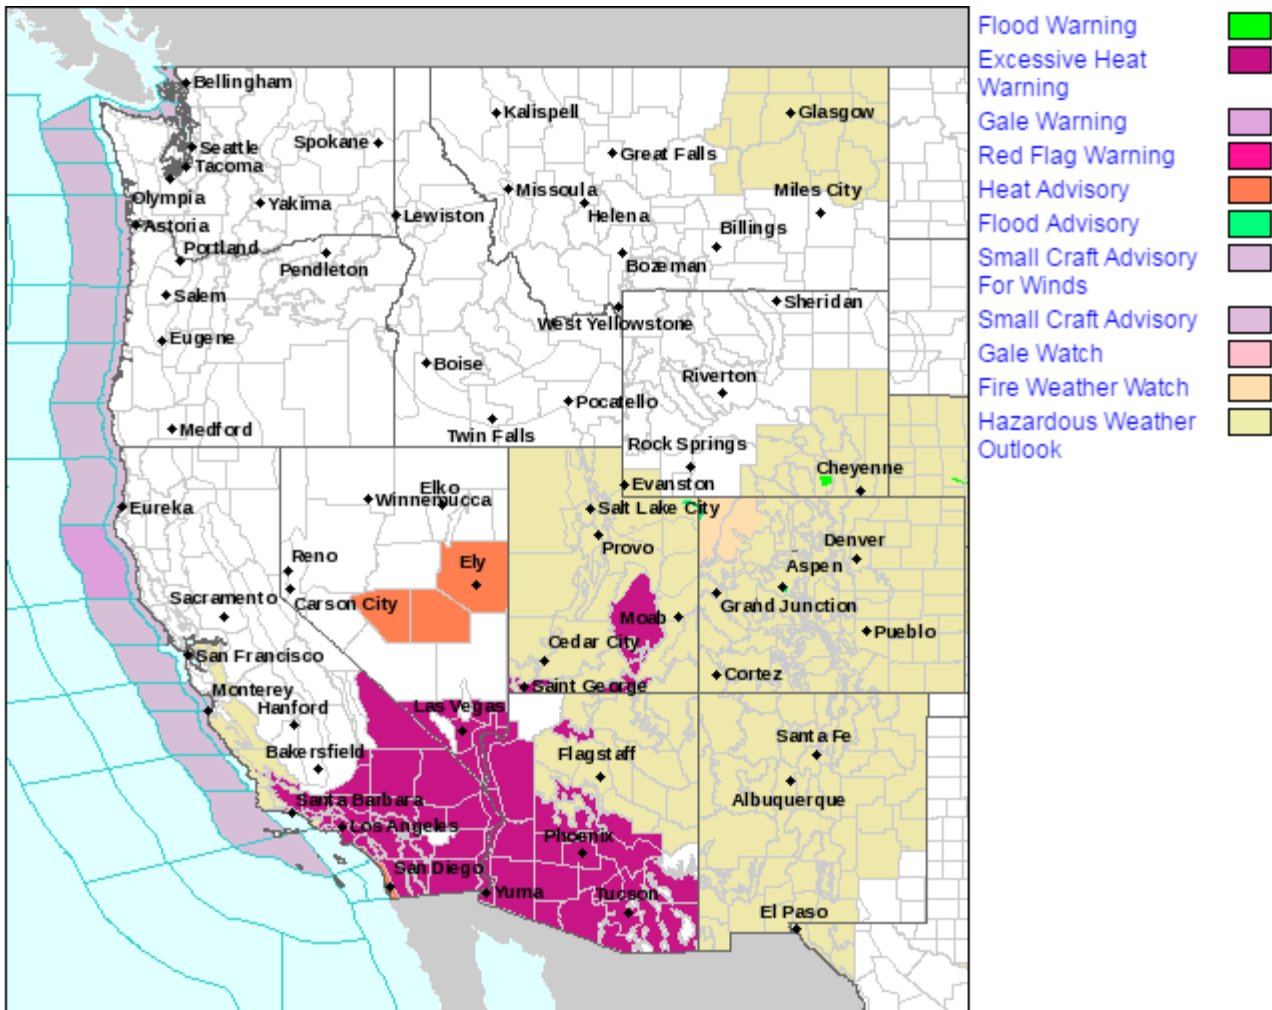 Bellingham
Seattle
Tacoma
Olympia
Spokane
Yakima
Astoria
Portland
Pendleton
Lewiston
Salem
Eugene
Medford
Kalispell
Great Falls
Missoula
Helena
Bozeman
Billings
Miles City
Glasgow
West Yellowstone
Sheridan
Boise
Pocatello
Twin Falls
Riverton
Rock Springs
Evanston
Cheyenne
Eureka
Elko
Winnemucca
Reno
Carson City
Ely
Salt Lake City
Provo
Moab
Cedar City
Saint George
Denver
Aspen
Grand Junction
Pueblo
Cortez
Sacramento
San Francisco
Monterey
Hanford
Bakersfield
Las Vegas
Santa Barbara
Los Angeles
San Diego
Yuma
Flagstaff
Phoenix
Tucson
Santa Fe
Albuquerque
El Paso
Flood Warning
Excessive Heat
Warning
Gale Warning
Red Flag Warning
Heat Advisory
Flood Advisory
Small Craft Advisory
For Winds
Small Craft Advisory
Gale Watch
Fire Weather Watch
Hazardous Weather
Outlook